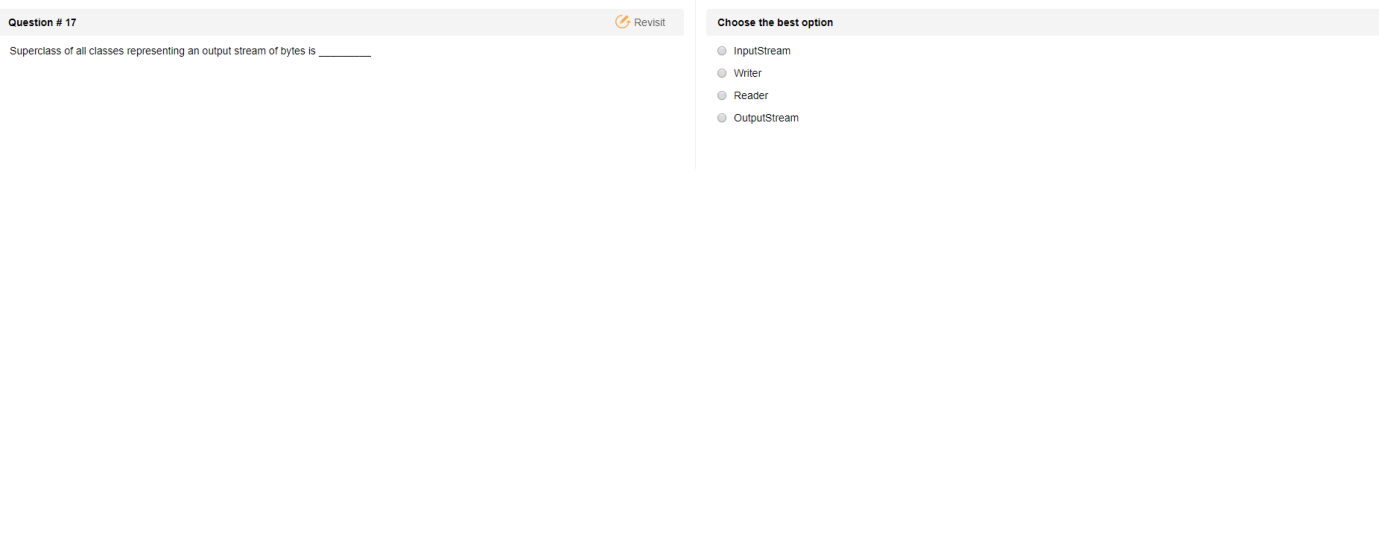 Question # 17
Revisit
Superclass of all classes representing an output stream of bytes is _________
Choose the best option
InputStream
Writer
Reader
OutputStream